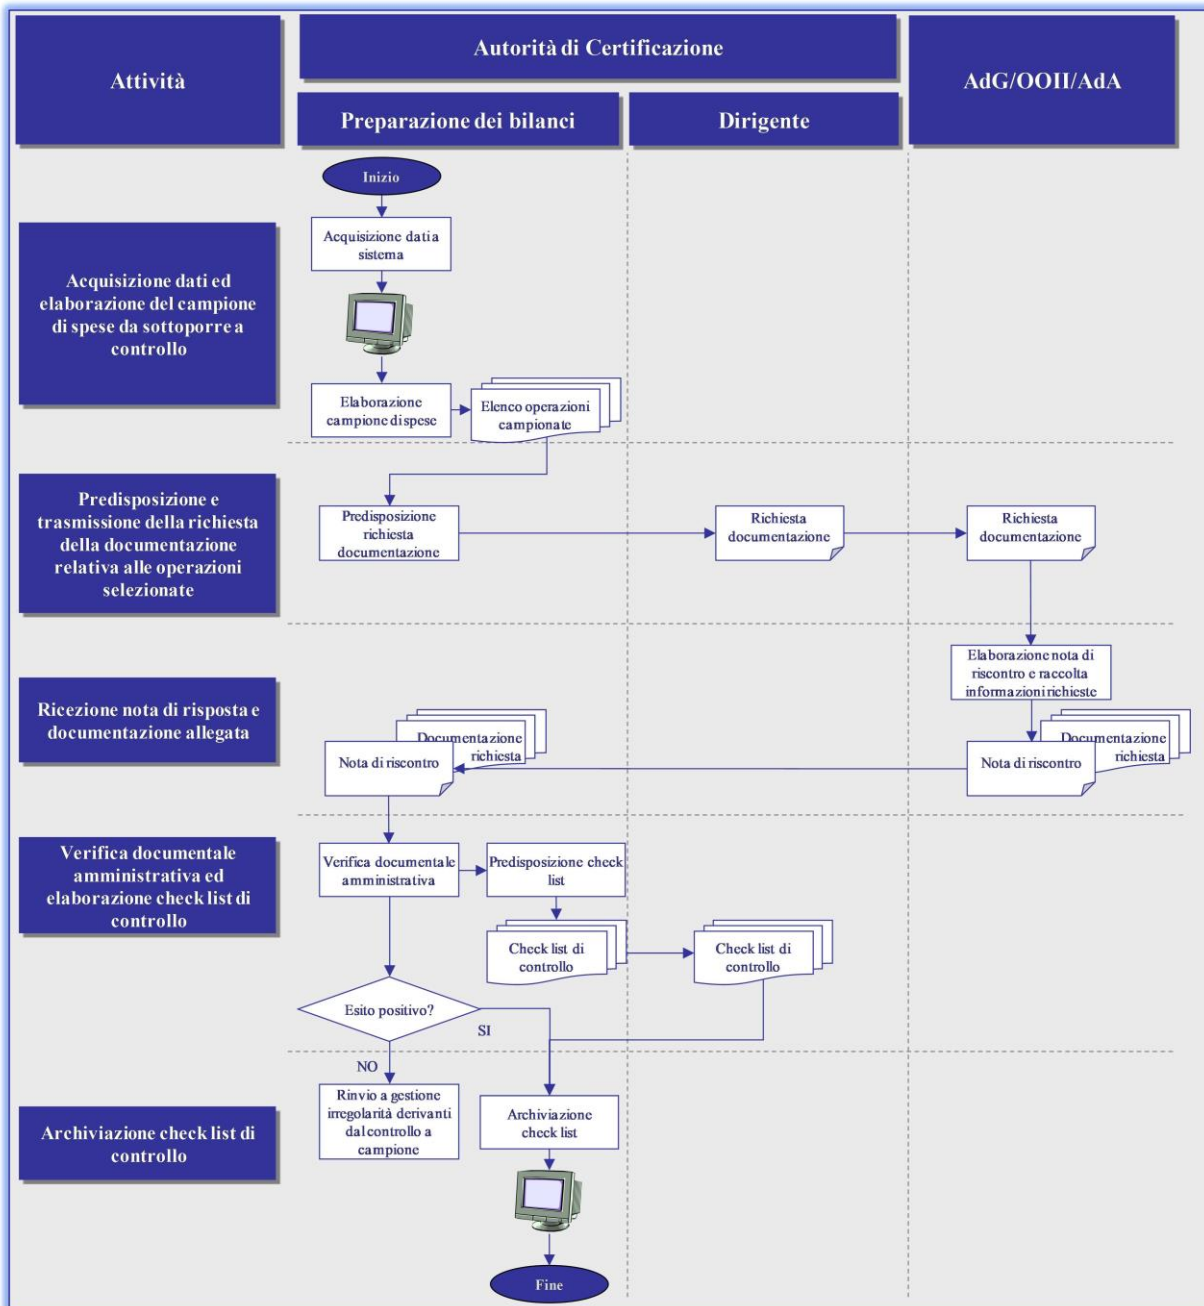 Attività
Autorità di Certificazione
AdG/OOII/AdA
Preparazione dei bilanci
Dirigente
Inizio
Acquisizione dati ed
elaborazione del campione
di spese da sottoporre a
controllo
Acquisizione dati a
sistema
Elaborazione
campione di spese
Elenco operazioni
campionate
Predisposizione e
trasmissione della richiesta
della documentazione
relativa alle operazioni
selezionate
Predisposizione
richiesta
documentazione
Richiesta
documentazione
Richiesta
documentazione
Elaborazione nota di
riscontro e raccolta
informazioni richieste
Ricezione nota di risposta e
documentazione allegata
Documentazione
richiesta
Nota di riscontro
Documentazione
richiesta
Nota di riscontro
Verifica documentale
amministrativa ed
elaborazione check list di
controllo
Verifica documentale
amministrativa
Predisposizione check
list
Check list di
controllo
Check list di
controllo
Esito positivo?
SI
NO
Archiviazione check list di
controllo
Rinvio a gestione
irregolarità derivanti
dal controllo a
campione
Archiviazione
check list
Fine